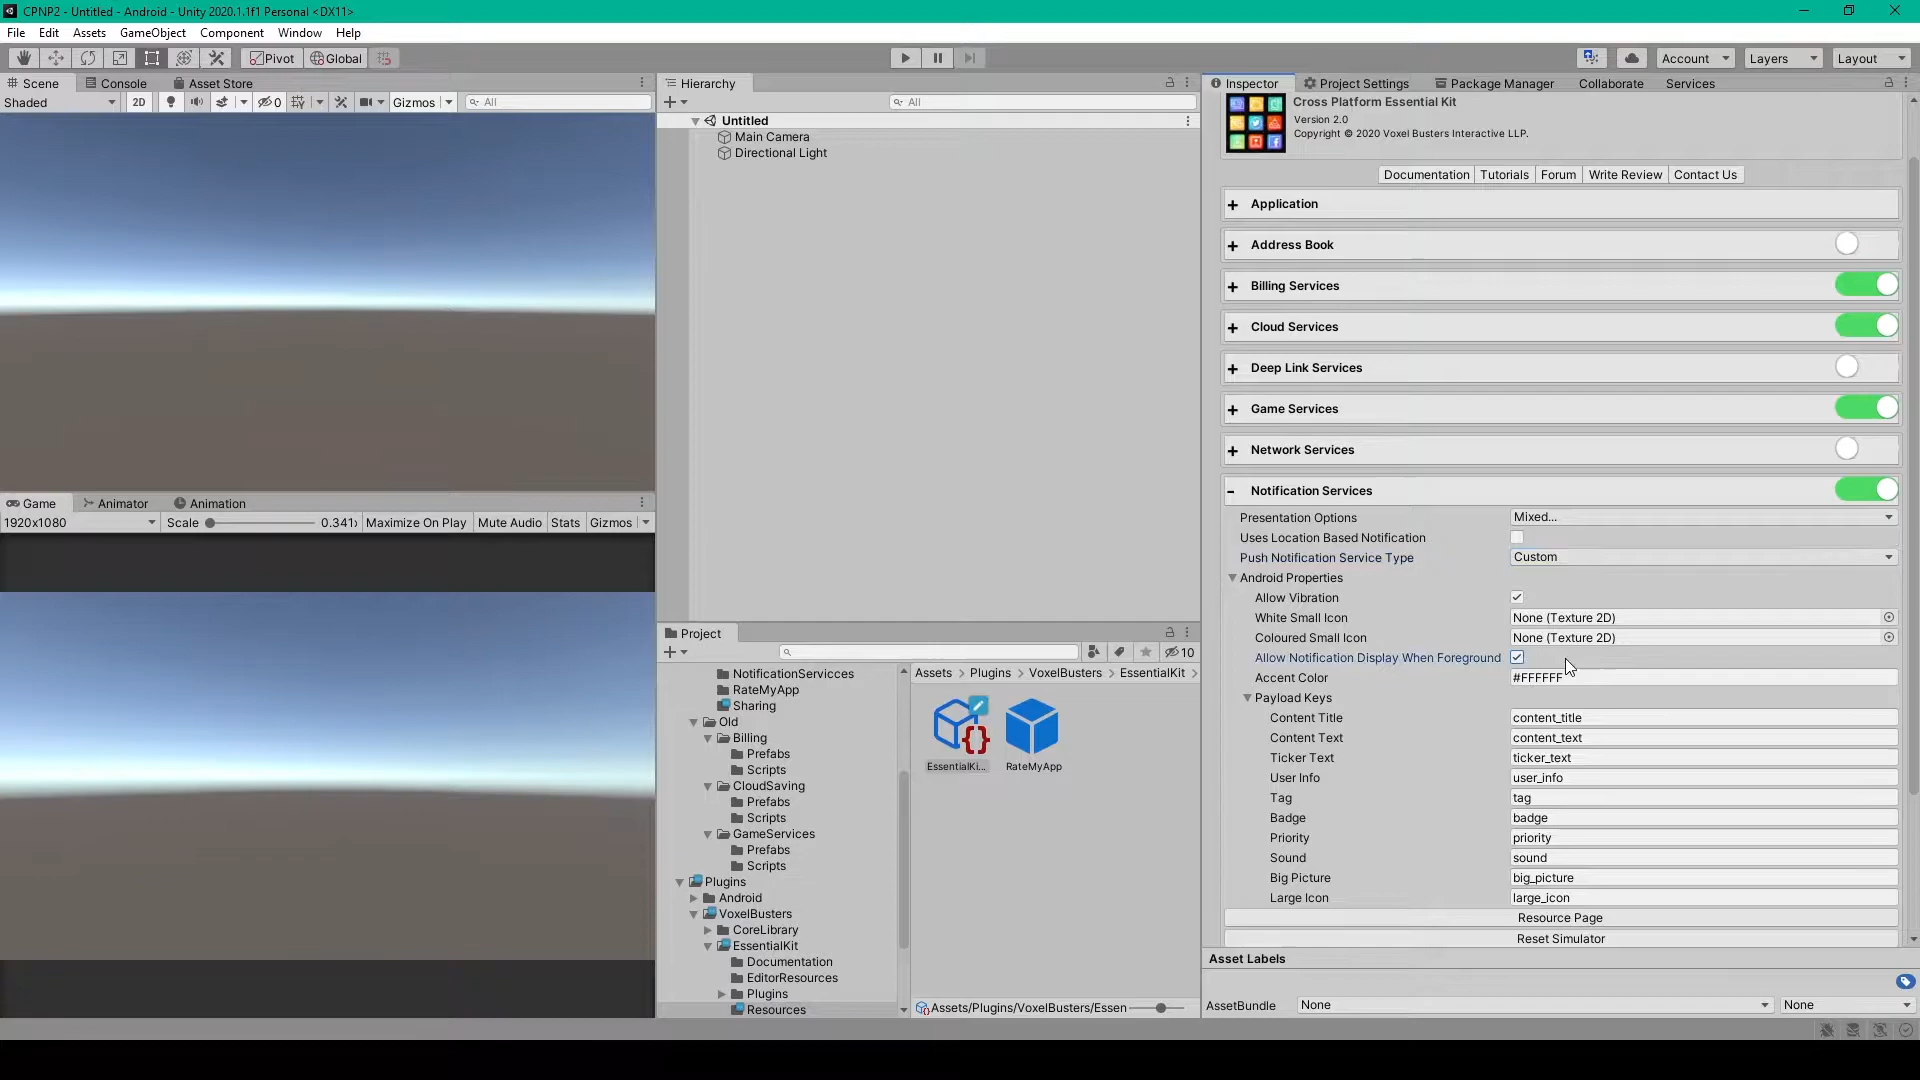 CPNP2 - Untitled - Android - Unity 2020.1.1f1 Personal <DX11>
File Edit Assets GameObject Component Window Help
Pivot Global Account Layers Layout
Scene Console Asset Store
Shaded 2D 0 Gizmos All
Hierarchy
All
Untitled
Main Camera
Directional Light
Game Animator Animation
1920x1080 Scale 0.341x Maximize On Play Mute Audio Stats Gizmos
Project
10
NotificationServicces
RateMyApp
Sharing
Old
Billing
Prefabs
Scripts
CloudSaving
Prefabs
Scripts
GameServices
Prefabs
Scripts
Plugins
Android
VoxelBusters
CoreLibrary
EssentialKit
Documentation
EditorResources
Plugins
Resources
Assets > Plugins > VoxelBusters > EssentialKit >
EssentialKi... RateMyApp
Assets/Plugins/VoxelBusters/Essen
Inspector Project Settings Package Manager Collaborate Services
Cross Platform Essential Kit
Version 2.0
Copyright © 2020 Voxel Busters Interactive LLP.
Documentation Tutorials Forum Write Review Contact Us
+ Application
+ Address Book
+ Billing Services
+ Cloud Services
+ Deep Link Services
+ Game Services
+ Network Services
- Notification Services
Presentation Options Mixed...
Uses Location Based Notification
Push Notification Service Type Custom
Android Properties
Allow Vibration
White Small Icon None (Texture 2D)
Coloured Small Icon None (Texture 2D)
Allow Notification Display When Foreground
Accent Color #FFFFFF
Payload Keys
Content Title content_title
Content Text content_text
Ticker Text ticker_text
User Info user_info
Tag tag
Badge badge
Priority priority
Sound sound
Big Picture big_picture
Large Icon large_icon
Resource Page
Reset Simulator
Asset Labels
AssetBundle None None